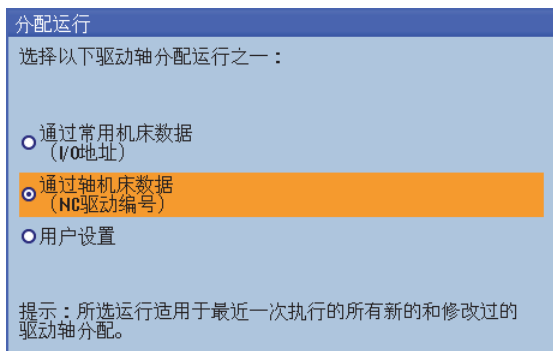 分配运行
选择以下驱动轴分配运行之一：
通过常用机床数据
（I/O地址）
通过轴机床数据
（NC驱动编号）
用户设置
提示：所选运行适用于最近一次执行的所有新的和修改过的
驱动轴分配。